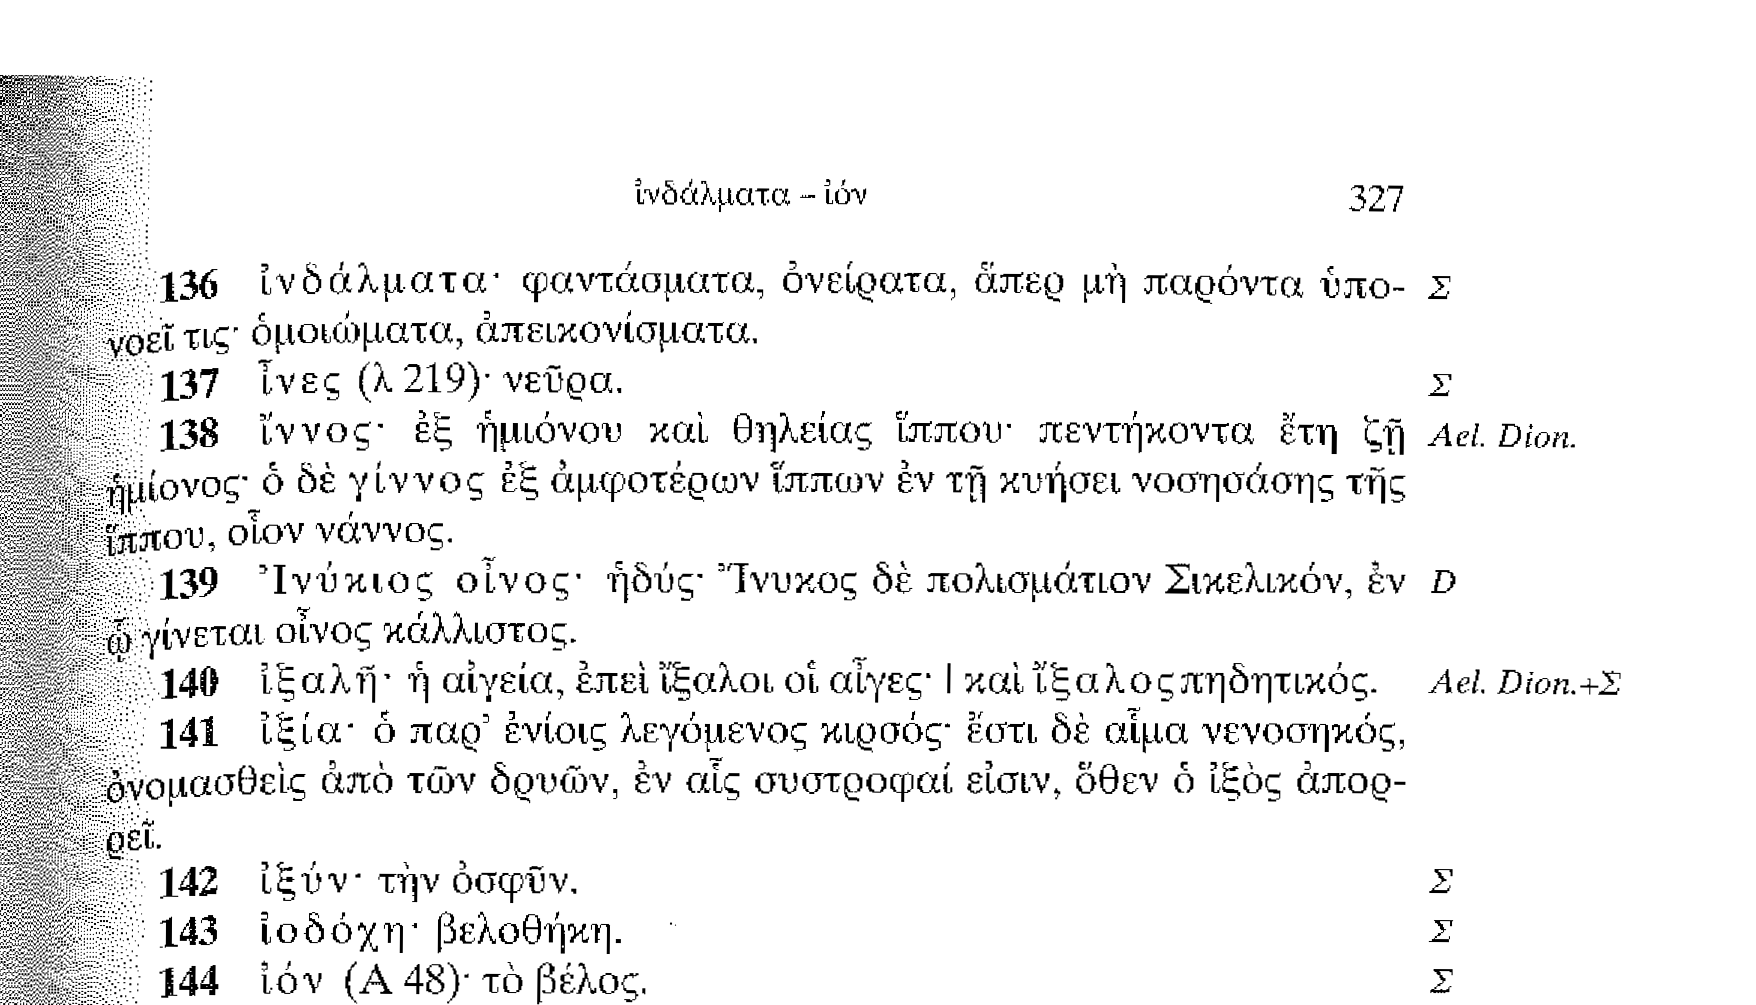 ἰνδάλματα – ἰόν 327
136 ἰνδάλματα· φαντάσματα, ὀνείρατα, ἅπερ μὴ παρόντα ὑπο- Σ
νοεῖ τις· ὁμοιώματα, ἀπεικονίσματα.
137 ἶνες (λ 219)· νεῦρα. Σ
138 ἴννος· ἐξ ἡμιόνου καὶ θηλείας ἵππου· πεντήκοντα ἔτη ζῇ Ael. Dion.
ἡμίονος· ὁ δὲ γίννος ἐξ ἀμφοτέρων ἵππων ἐν τῇ κυήσει νοσησάσης τῆς
ἵππου, οἷον νάννος.
139 Ἰνύκιος οἶνος· ἡδύς· Ἴνυκος δὲ πολισμάτιον Σικελικόν, ἐν D
ᾧ γίνεται οἶνος κάλλιστος.
140 ἰξαλῆ· ἡ αἰγεία, ἐπεὶ ἴξαλοι οἱ αἶγες· | καὶ ἴξαλος πηδητικός. Ael. Dion.+Σ
141 ἰξία· ὁ παρ’ ἐνίοις λεγόμενος κιρσός· ἔστι δὲ αἷμα νενοσηκός,
ὀνομασθεὶς ἀπὸ τῶν δρυῶν, ἐν αἷς συστροφαί εἰσιν, ὅθεν ὁ ἰξὸς ἀπορ-
ρεῖ.
142 ἰξύν· τὴν ὀσφῦν. Σ
143 ἰοδόχη· βελοθήκη. Σ
144 ἰόν (Α 48)· τὸ βέλος. Σ